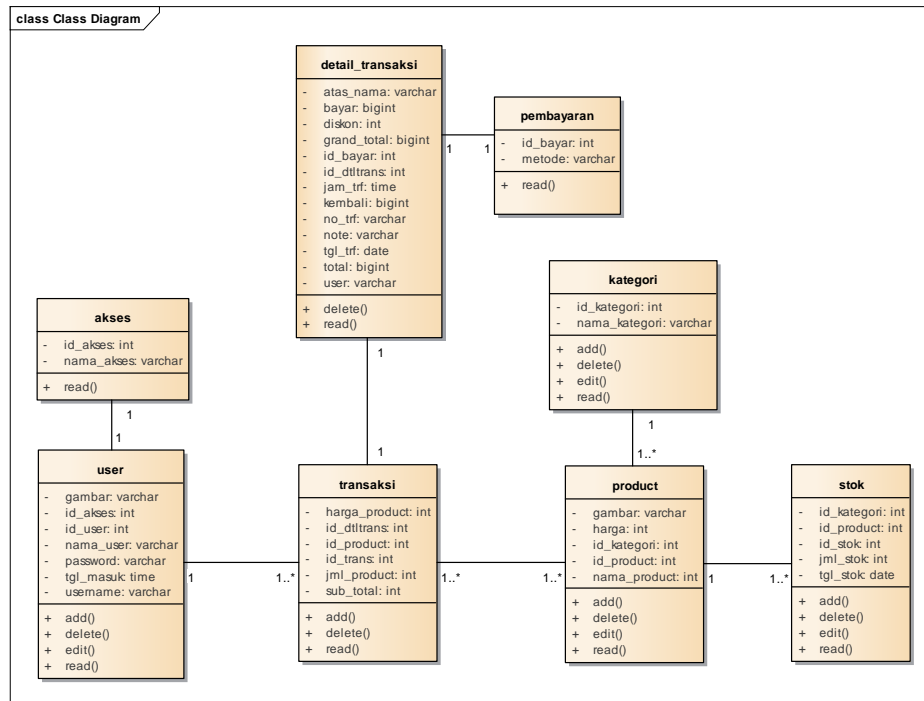 class Class Diagram
detail_transaksi
- atas_nama: varchar
- bayar: bigint
- diskon: int
- grand_total: bigint
- id_bayar: int
- id_dtltrans: int
- jam_trf: time
- kembali: bigint
- no_trf: varchar
- note: varchar
- tgl_trf: date
- total: bigint
- user: varchar
+ delete()
+ read()
1
1
pembayaran
- id_bayar: int
- metode: varchar
+ read()
kategori
- id_kategori: int
- nama_kategori: varchar
+ add()
+ delete()
+ edit()
+ read()
akses
- id_akses: int
- nama_akses: varchar
+ read()
1
1
1
1
1
1..*
user
- gambar: varchar
- id_akses: int
- id_user: int
- nama_user: varchar
- password: varchar
- tgl_masuk: time
- username: varchar
+ add()
+ delete()
+ edit()
+ read()
1
1..*
transaksi
- harga_product: int
- id_dtltrans: int
- id_product: int
- id_trans: int
- jml_product: int
- sub_total: int
+ add()
+ delete()
+ read()
1..*
1..*
product
- gambar: varchar
- harga: int
- id_kategori: int
- id_product: int
- nama_product: int
+ add()
+ delete()
+ edit()
+ read()
1
1..*
stok
- id_kategori: int
- id_product: int
- id_stok: int
- jml_stok: int
- tgl_stok: date
+ add()
+ delete()
+ edit()
+ read()